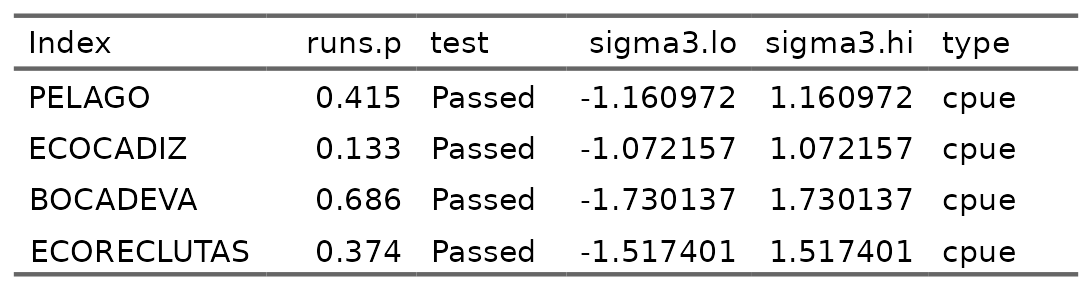 Index runs.p test sigma3.lo sigma3.hi type
PELAGO 0.415 Passed -1.160972 1.160972 cpue
ECOCADIZ 0.133 Passed -1.072157 1.072157 cpue
BOCADEVA 0.686 Passed -1.730137 1.730137 cpue
ECORECLUTAS 0.374 Passed -1.517401 1.517401 cpue